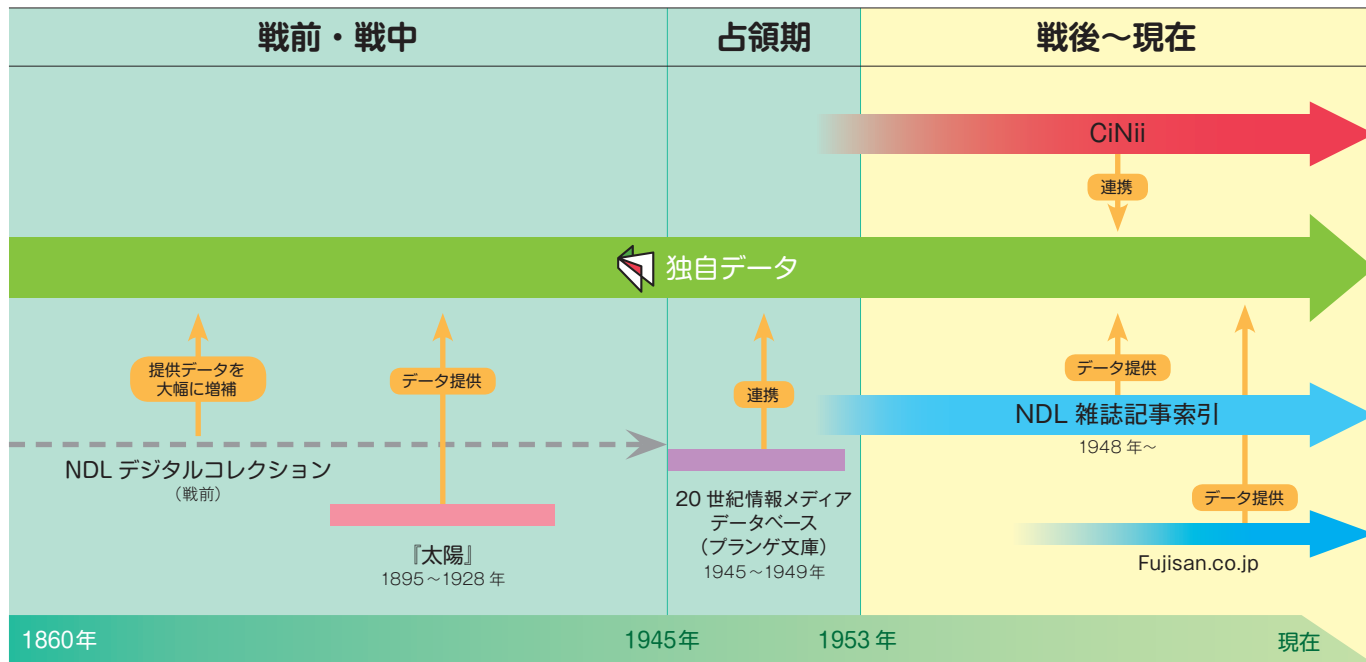 戦前・戦中
占領期
戦後～現在
CiNii
連携
独自データ
提供データを
大幅に増補
データ提供
連携
データ提供
NDL 雑誌記事索引
1948 年～
NDL デジタルコレクション
（戦前）
『太陽』
1895～1928 年
20 世紀情報メディア
データベース
（プランゲ文庫）
1945～1949年
データ提供
Fujisan.co.jp
1860年
1945年
1953 年
現在